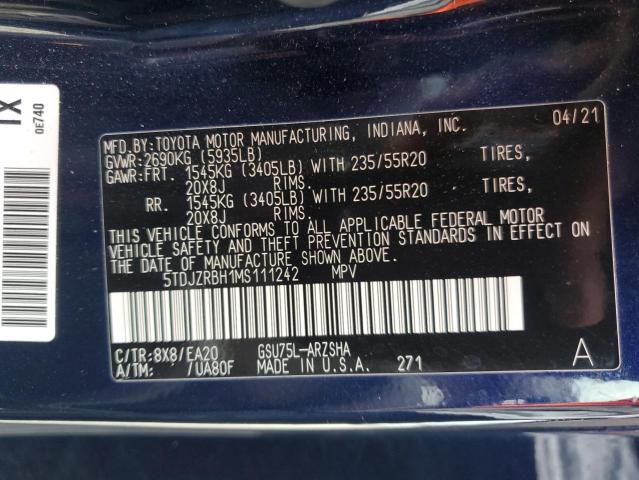 TX
0E740
MFD.BY:TOYOTA MOTOR MANUFACTURING, INDIANA, INC. 04/21
GVWR:2690KG (5935LB)
GAWR:FRT. 1545KG (3405LB) WITH 235/55R20 TIRES,
20X8J RIMS.
RR. 1545KG (3405LB) WITH 235/55R20 TIRES,
20X8J RIMS.
THIS VEHICLE CONFORMS TO ALL APPLICABLE FEDERAL MOTOR
VEHICLE SAFETY AND THEFT PREVENTION STANDARDS IN EFFECT ON
THE DATE OF MANUFACTURE SHOWN ABOVE.
5TDJZRBH1MS111242 MPV
C/TR:8X8/EA20 GSU75L-ARZSHA
A/TM: /UA80F MADE IN U.S.A. 271 A